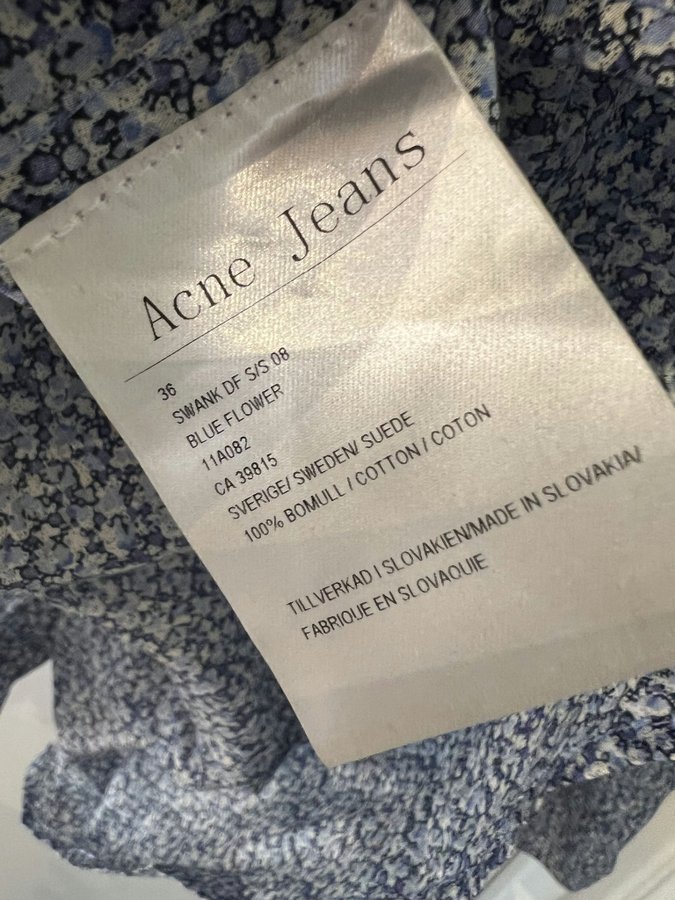 Acne Jeans
36
SWANK DF S/S 08
BLUE FLOWER
11A082
CA 39815
SVERIGE/ SWEDEN/ SUEDE
100% BOMULL / COTTON / COTON
TILLVERKAD I SLOVAKIEN/MADE IN SLOVAKIA/
FABRIQUE EN SLOVAQUIE